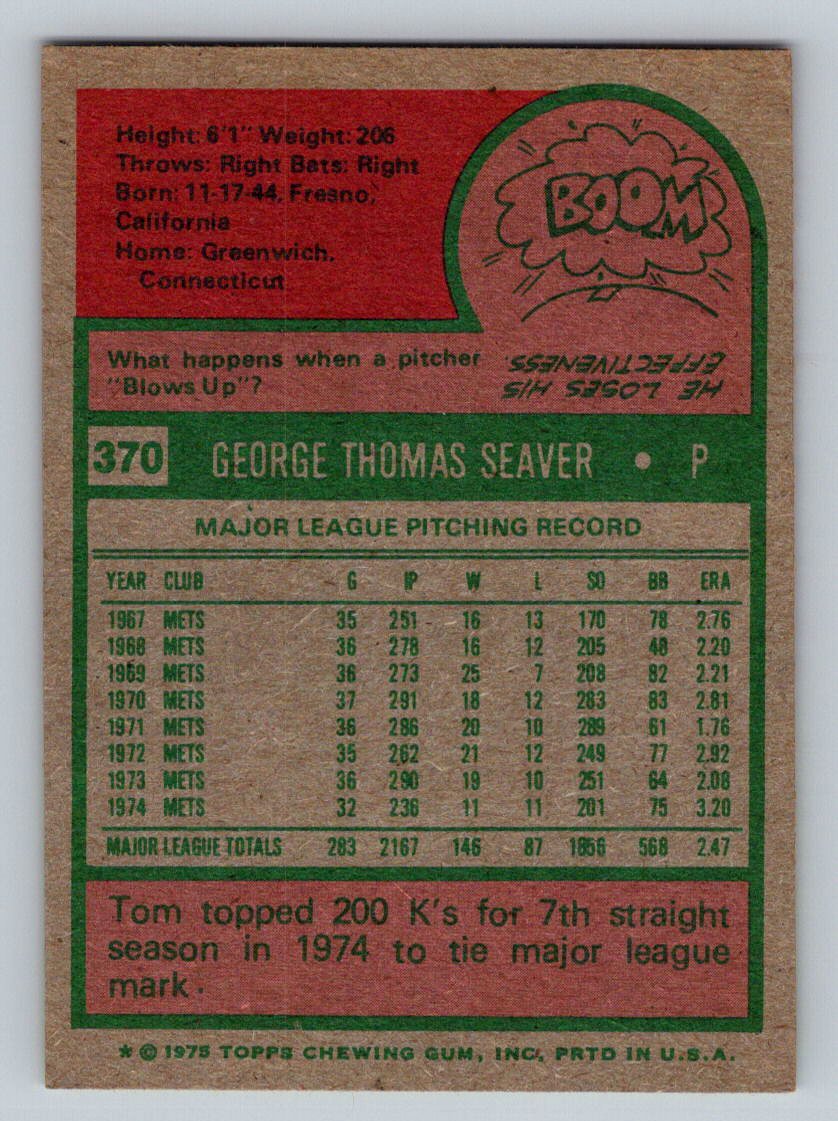 Height: 6'1" Weight: 206
Throws: Right Bats: Right
Born: 11-17-44, Fresno,
California
Home: Greenwich,
Connecticut
BOOM
What happens when a pitcher
"Blows Up"?
HE LOSES HIS
EFFECTIVENESS.
370 GEORGE THOMAS SEAVER • P
MAJOR LEAGUE PITCHING RECORD
YEAR CLUB G IP W L SO BB ERA
1967 METS 35 251 16 13 170 78 2.76
1968 METS 36 278 16 12 205 48 2.20
1969 METS 36 273 25 7 208 82 2.21
1970 METS 37 291 18 12 283 83 2.81
1971 METS 36 286 20 10 289 61 1.76
1972 METS 35 262 21 12 249 77 2.92
1973 METS 36 290 19 10 251 64 2.08
1974 METS 32 236 11 11 201 75 3.20
MAJOR LEAGUE TOTALS 283 2167 146 87 1856 568 2.47
Tom topped 200 K's for 7th straight
season in 1974 to tie major league
mark.
* © 1975 TOPPS CHEWING GUM, INC. PRTD IN U.S.A.